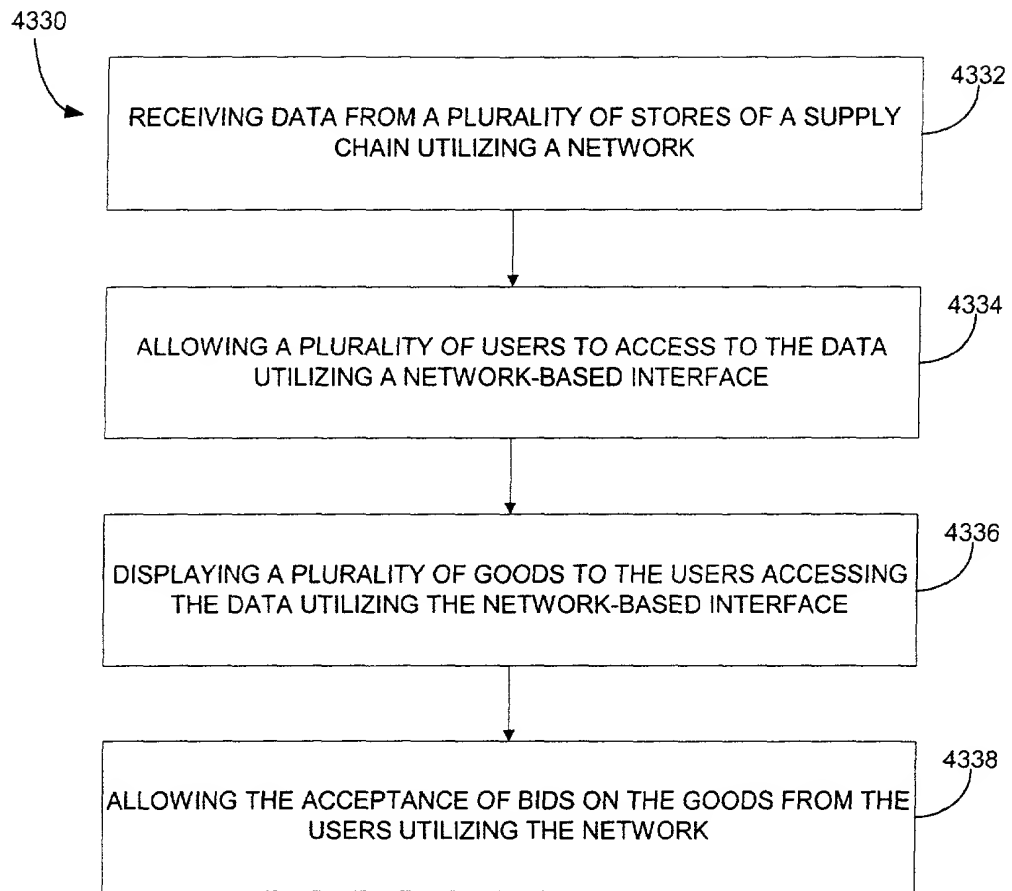 4330
4332
RECEIVING DATA FROM A PLURALITY OF STORES OF A SUPPLY
CHAIN UTILIZING A NETWORK
4334
ALLOWING A PLURALITY OF USERS TO ACCESS TO THE DATA
UTILIZING A NETWORK-BASED INTERFACE
4336
DISPLAYING A PLURALITY OF GOODS TO THE USERS ACCESSING
THE DATA UTILIZING THE NETWORK-BASED INTERFACE
4338
ALLOWING THE ACCEPTANCE OF BIDS ON THE GOODS FROM THE
USERS UTILIZING THE NETWORK